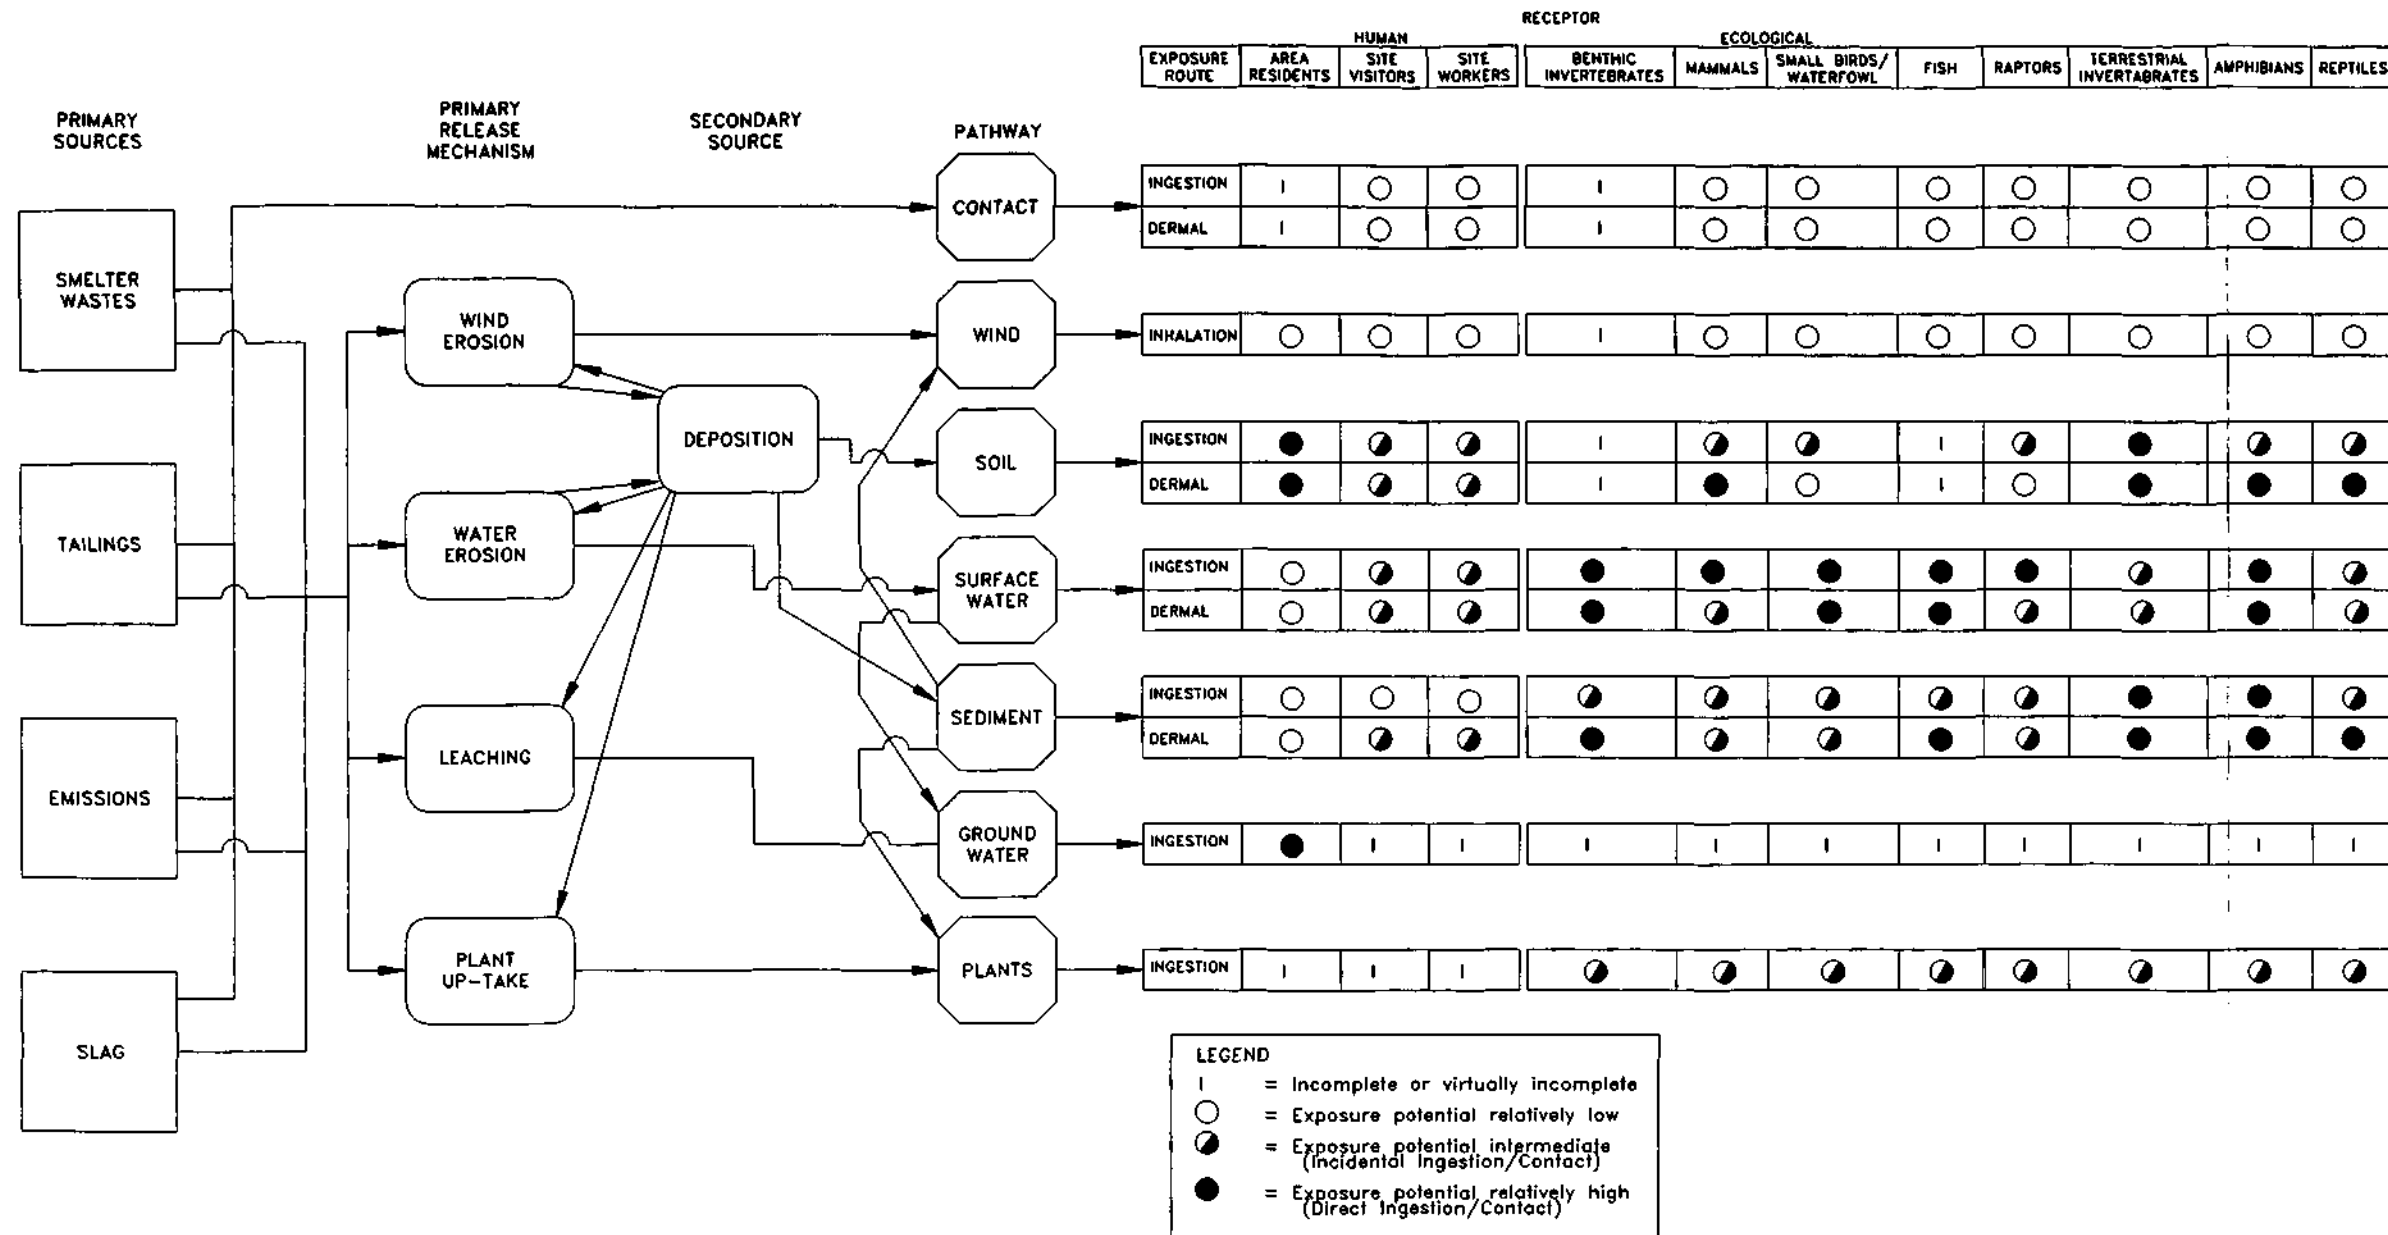 RECEPTOR
HUMAN
ECOLOGICAL
EXPOSURE
ROUTE
AREA
RESIDENTS
SITE
VISITORS
SITE
WORKERS
BENTHIC
INVERTEBRATES
MAMMALS
SMALL BIRDS/
WATERFOWL
FISH
RAPTORS
TERRESTRIAL
INVERTABRATES
AMPHIBIANS
REPTILES
PRIMARY
SOURCES
PRIMARY
RELEASE
MECHANISM
SECONDARY
SOURCE
PATHWAY
SMELTER
WASTES
TAILINGS
EMISSIONS
SLAG
WIND
EROSION
WATER
EROSION
LEACHING
PLANT
UP-TAKE
DEPOSITION
CONTACT
WIND
SOIL
SURFACE
WATER
SEDIMENT
GROUND
WATER
PLANTS
INGESTION I I
DERMAL I I
INHALATION I
INGESTION I I
DERMAL I I
INGESTION
DERMAL
INGESTION
DERMAL
INGESTION I I I I I I I I I I
INGESTION I I I
LEGEND
I = Incomplete or virtually incomplete
= Exposure potential relatively low
= Exposure potential intermediate
(Incidental Ingestion/Contact)
= Exposure potential relatively high
(Direct Ingestion/Contact)